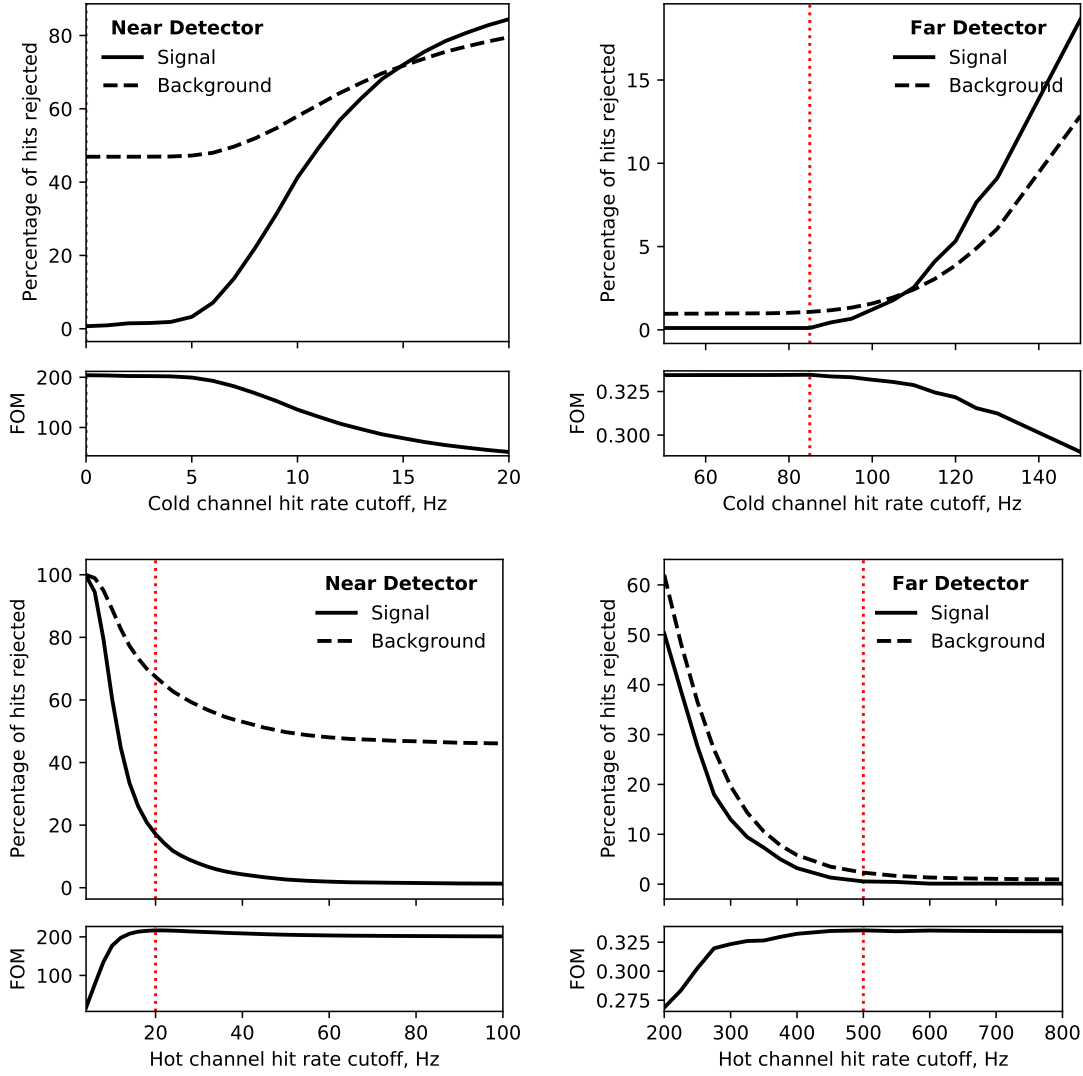 Near Detector
Signal
Background
Percentage of hits rejected
80
60
40
20
0
FOM
200
100
0 5 10 15 20
Cold channel hit rate cutoff, Hz
Far Detector
Signal
Background
Percentage of hits rejected
15
10
5
0
FOM
0.325
0.300
60 80 100 120 140
Cold channel hit rate cutoff, Hz
Near Detector
Signal
Background
Percentage of hits rejected
100
80
60
40
20
0
FOM
200
100
20 40 60 80 100
Hot channel hit rate cutoff, Hz
Far Detector
Signal
Background
Percentage of hits rejected
60
50
40
30
20
10
0
FOM
0.325
0.300
0.275
200 300 400 500 600 700 800
Hot channel hit rate cutoff, Hz